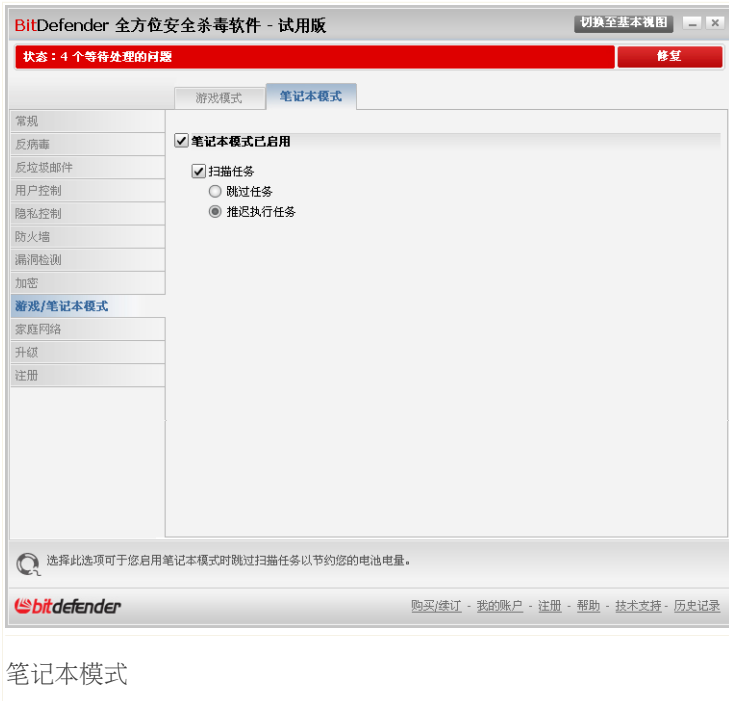 BitDefender 全方位安全杀毒软件 - 试用版
切换至基本视图
状态：4 个等待处理的问题
修复
游戏模式
笔记本模式
常规
反病毒
反垃圾邮件
用户控制
隐私控制
防火墙
漏洞检测
加密
游戏/笔记本模式
家庭网络
升级
注册
笔记本模式已启用
扫描任务
跳过任务
推迟执行任务
选择此选项可于您启用笔记本模式时跳过扫描任务以节约您的电池电量。
bitdefender
购买/续订 - 我的账户 - 注册 - 帮助 - 技术支持 - 历史记录
笔记本模式